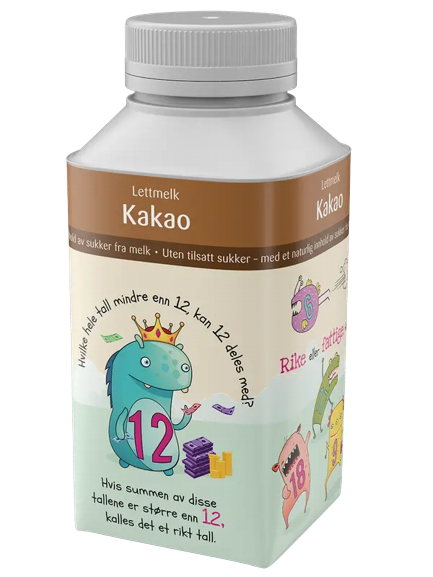 Lettmelk
Kakao
av sukker fra melk • Uten tilsatt sukker – med et naturlig innhold av sukker
Hvilke hele tall mindre enn 12, kan 12 deles med?
12
Hvis summen av disse
tallene er større enn 12,
kalles det et rikt tall.
Lettmelk
Kakao
6
Rike eller fattige
18